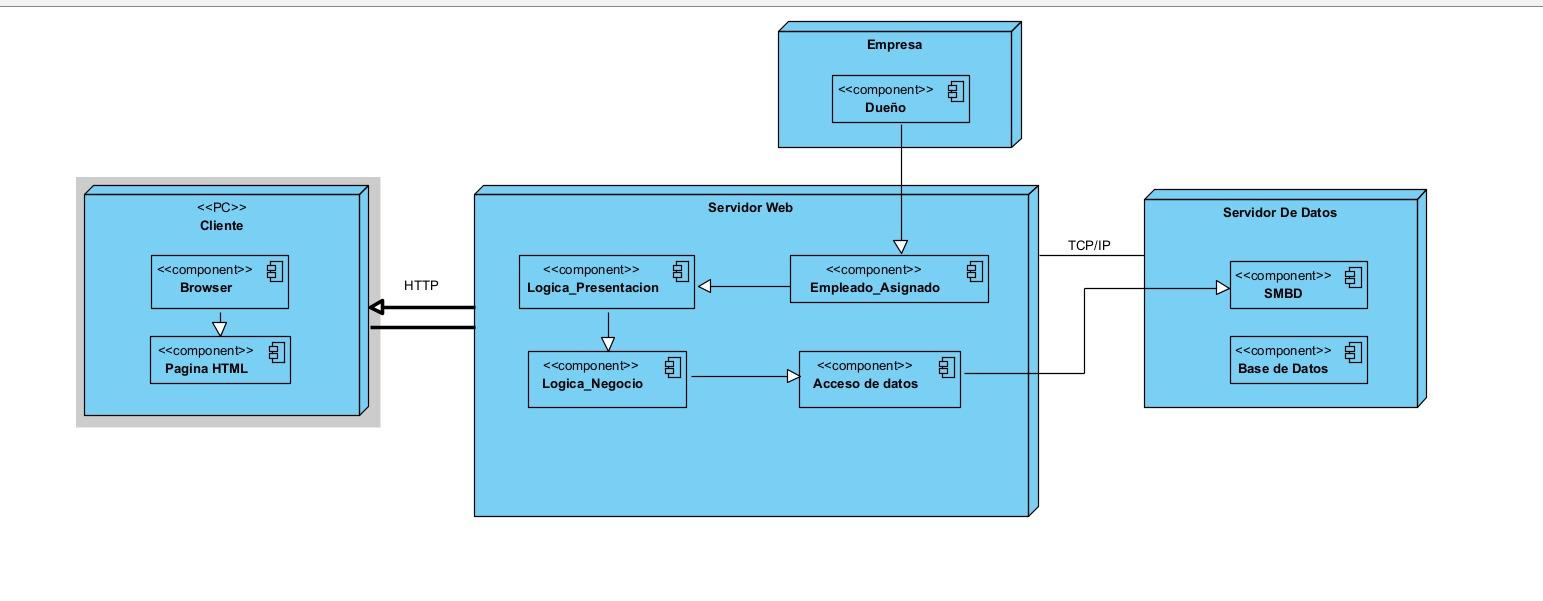 Empresa
<<component>>
Dueño
<<PC>>
Cliente
<<component>>
Browser
<<component>>
Pagina HTML
HTTP
Servidor Web
<<component>>
Logica_Presentacion
<<component>>
Empleado_Asignado
<<component>>
Logica_Negocio
<<component>>
Acceso de datos
TCP/IP
Servidor De Datos
<<component>>
SMBD
<<component>>
Base de Datos